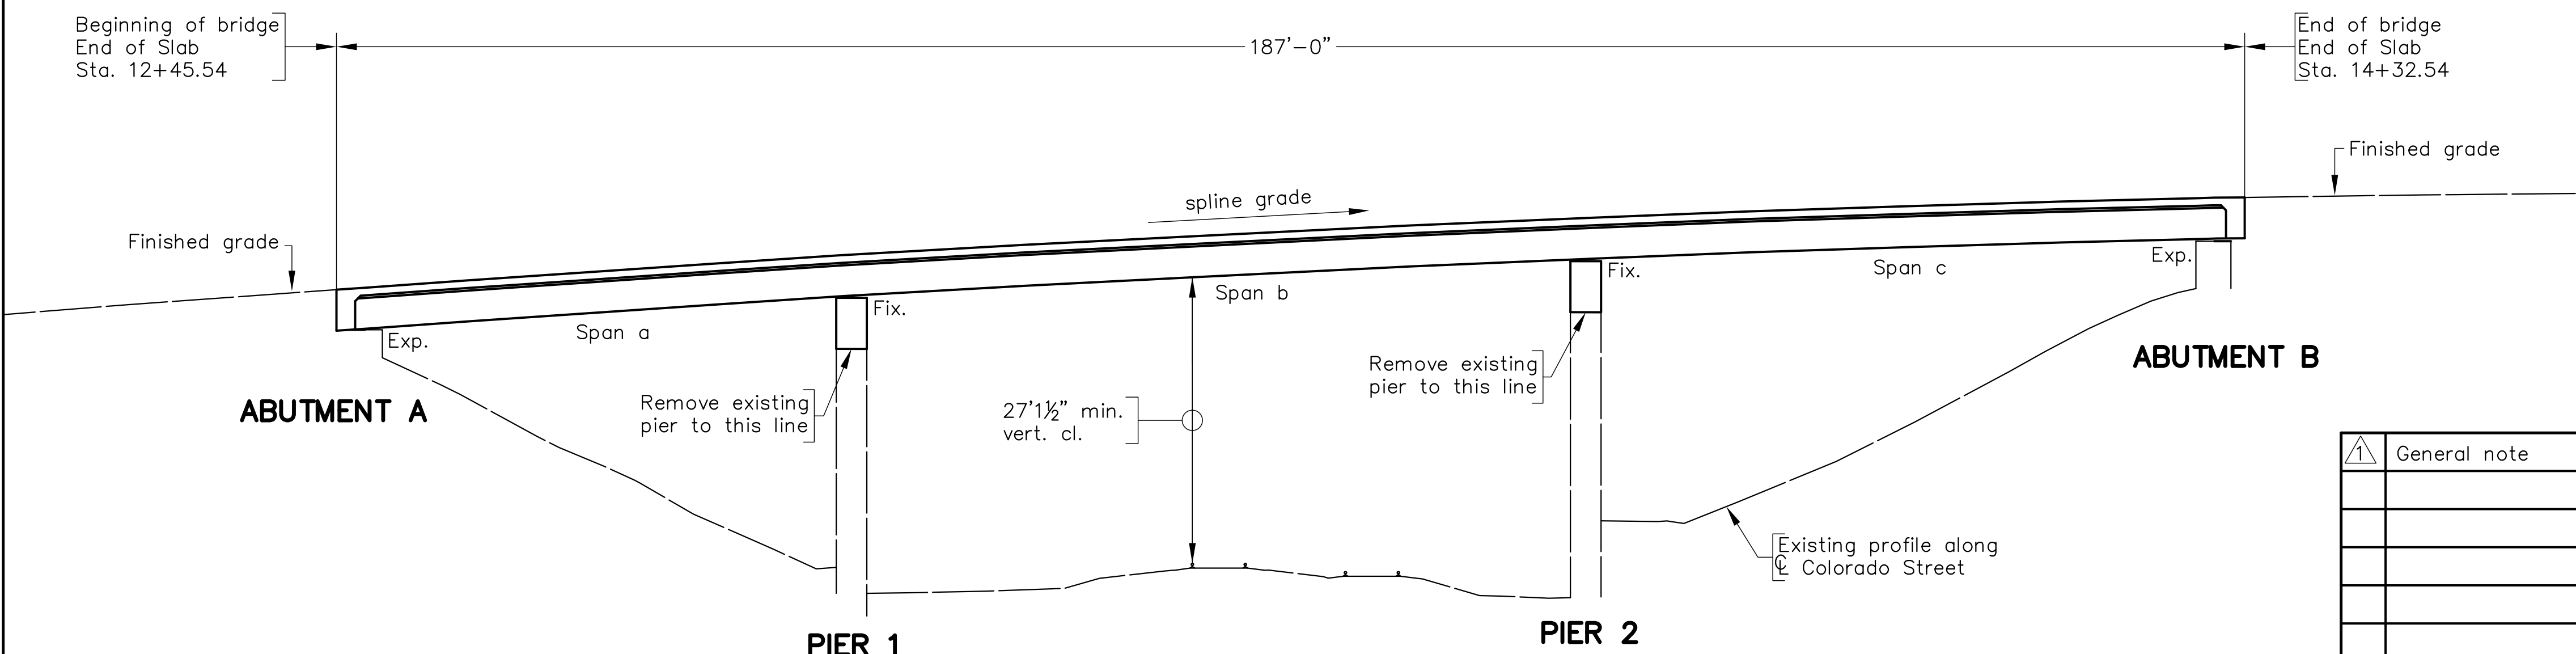 Beginning of bridge
End of Slab
Sta. 12+45.54
187'-0"
End of bridge
End of Slab
Sta. 14+32.54
Finished grade
spline grade
Finished grade
Exp.
Span a
Fix.
Span b
Fix.
Span c
Exp.
ABUTMENT A
Remove existing
pier to this line
27'1½" min.
vert. cl.
Remove existing
pier to this line
ABUTMENT B
1 General note
Existing profile along
℄ Colorado Street
PIER 1
PIER 2